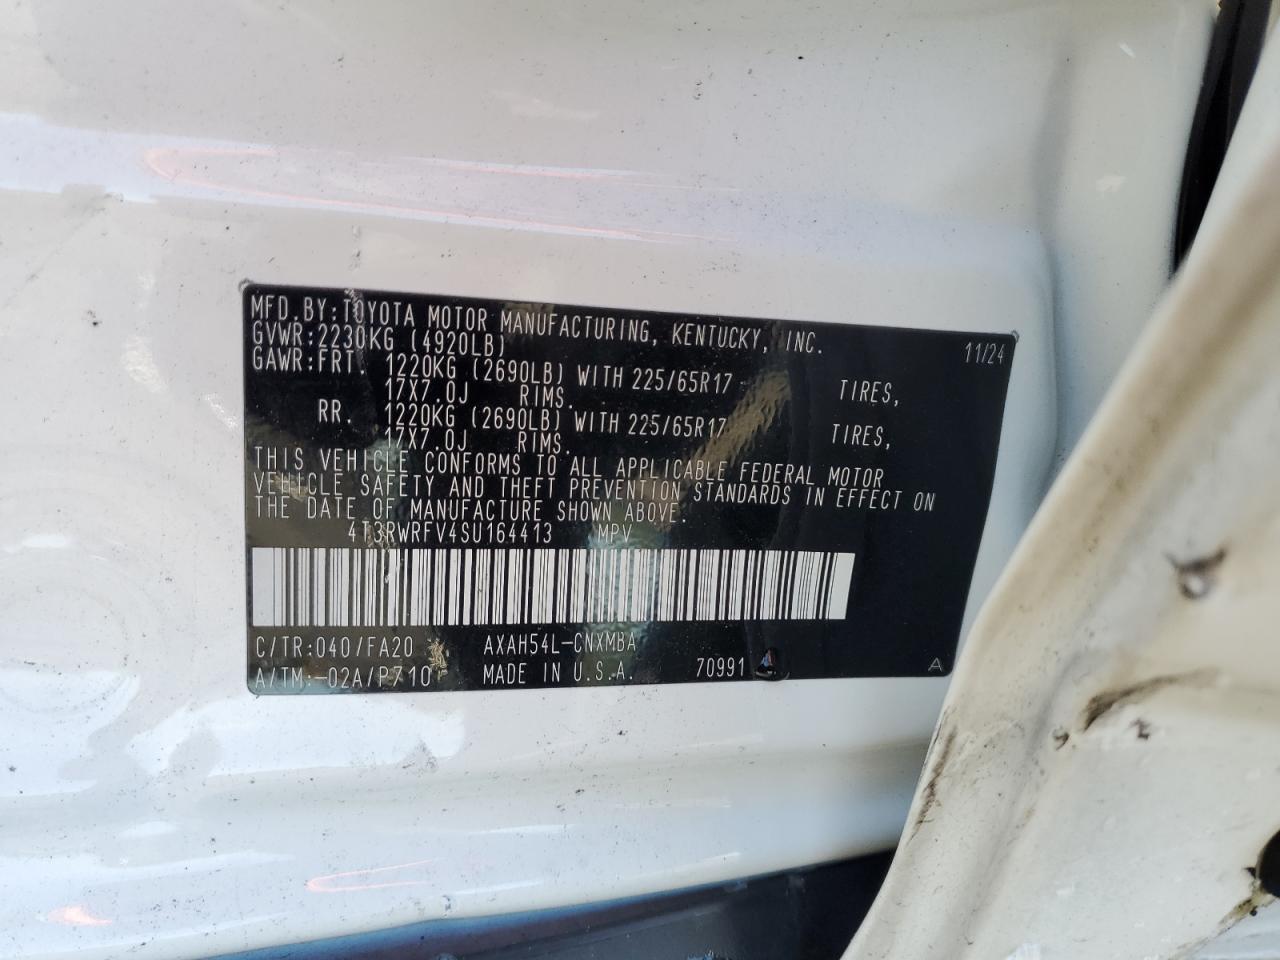 MFD.BY:TOYOTA MOTOR MANUFACTURING, KENTUCKY, INC. 11/24
GVWR:2230KG (4920LB)
GAWR:FRT. 1220KG (2690LB) WITH 225/65R17 TIRES,
17X7.0J RIMS.
RR. 1220KG (2690LB) WITH 225/65R17 TIRES,
17X7.0J RIMS.
THIS VEHICLE CONFORMS TO ALL APPLICABLE FEDERAL MOTOR
VEHICLE SAFETY AND THEFT PREVENTION STANDARDS IN EFFECT ON
THE DATE OF MANUFACTURE SHOWN ABOVE.
4T3RWRFV4SU164413 MPV
C/TR:040/FA20 AXAH54L-CNXMBA
A/TM:-02A/P710 MADE IN U.S.A. 70991 A